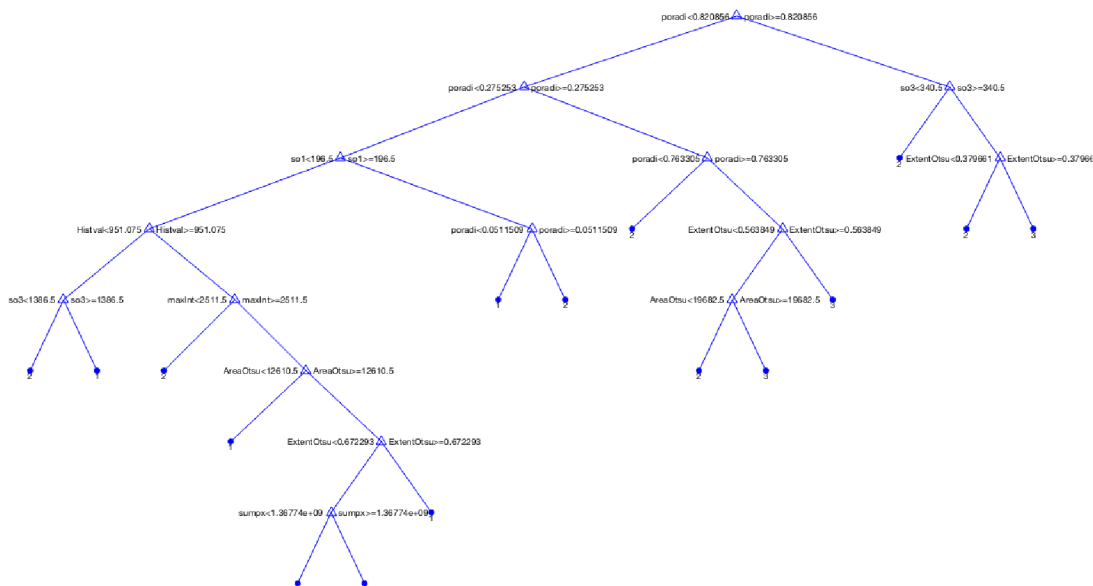 poradi<0.820856 poradi>=0.820856
poradi<0.275253 poradi>=0.275253
so3<340.5 so3>=340.5
so1<196.5 sp1>=196.5
poradi<0.763305 poradi>=0.763305
2
ExtentOtsu<0.379661 ExtentOtsu>=0.37966
Histval<951.075 Histval>=951.075
poradi<0.0511509 poradi>=0.0511509
2
ExtentOtsu<0.563849 ExtentOtsu>=0.563849
2
3
so3<1386.5 so3>=1386.5
maxInt<2511.5 maxInt>=2511.5
1
2
AreaOtsu<19682.5 AreaOtsu>=19682.5
3
2
1
2
AreaOtsu<12610.5 AreaOtsu>=12610.5
2
3
1
ExtentOtsu<0.672293 ExtentOtsu>=0.672293
sumpx<1.36774e+09 sumpx>=1.36774e+09
1